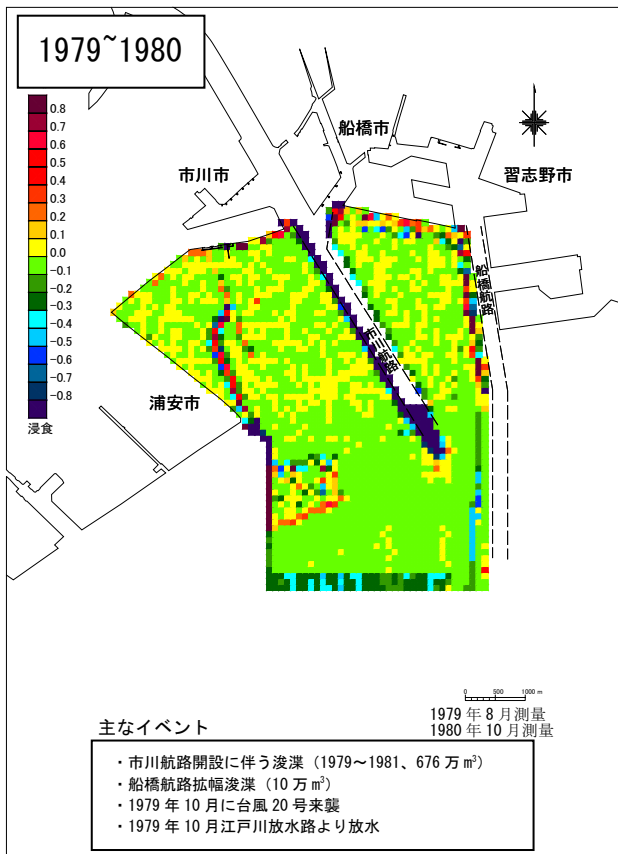 1979~1980
船橋市
市川市
習志野市
0.8
0.7
0.6
0.5
0.4
0.3
0.2
0.1
0.0
−0.1
−0.2
−0.3
−0.4
−0.5
−0.6
−0.7
−0.8
浸食
船橋航路
市川航路
浦安市
0 500 1000 m
1979 年 8 月測量
1980 年 10 月測量
主なイベント
・市川航路開設に伴う浚渫（1979～1981、676 万㎥）
・船橋航路拡幅浚渫（10 万㎥）
・1979 年 10 月に台風 20 号来襲
・1979 年 10 月江戸川放水路より放水